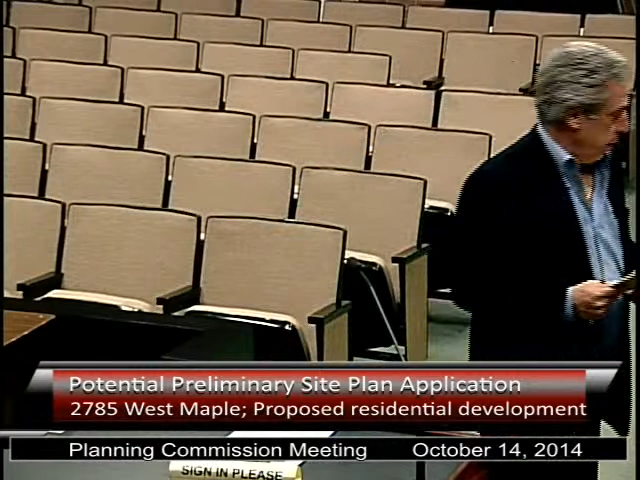 Potential Preliminary Site Plan Application
2785 West Maple; Proposed residential development
Planning Commission Meeting October 14, 2014
SIGN IN PLEASE